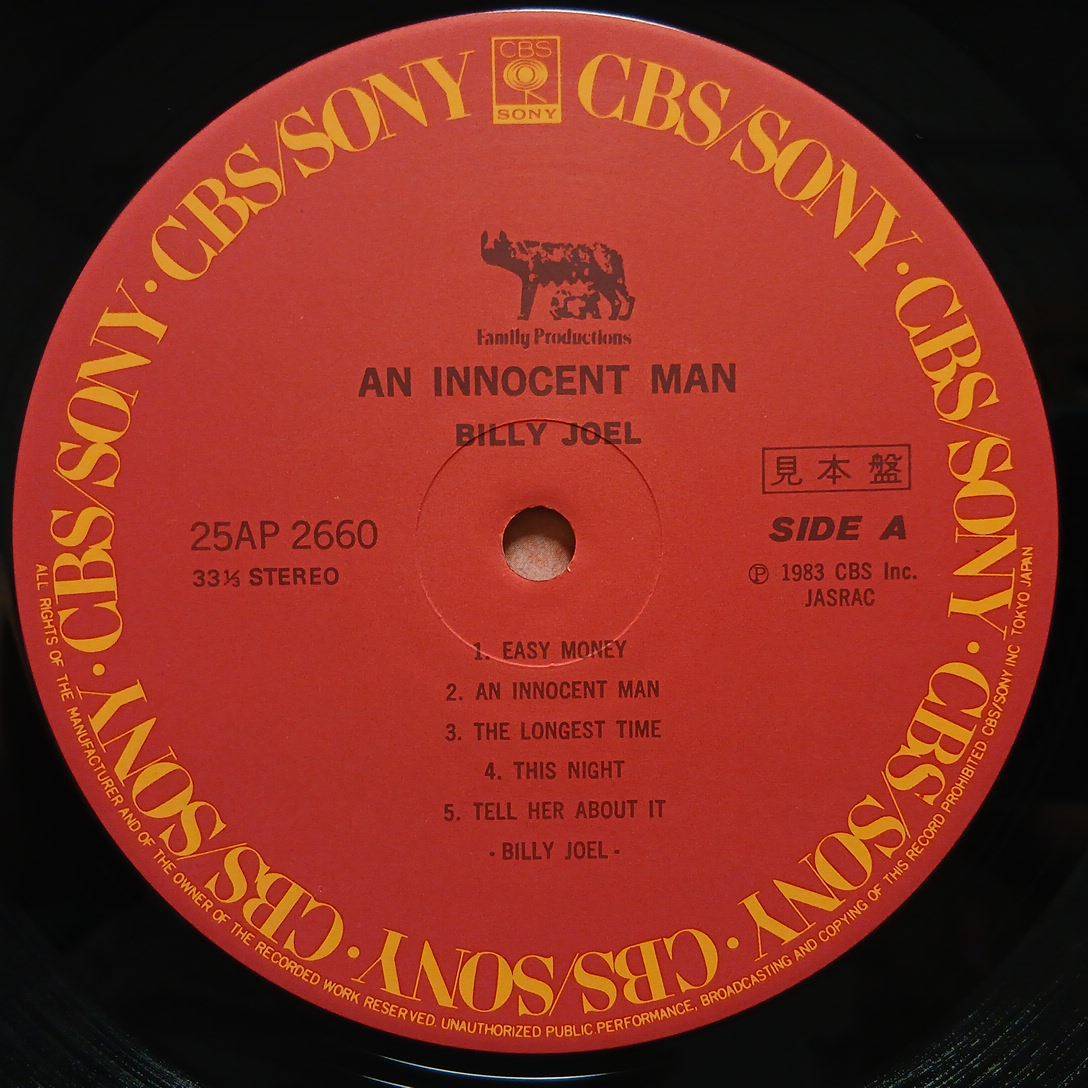 CBS
SONY
CBS/SONY · CBS/SONY · CBS/SONY · CBS/SONY · CBS/SONY · CBS/SONY · CBS/SONY · CBS/SONY · CBS/SONY
Family Productions
AN INNOCENT MAN
BILLY JOEL
見本盤
25AP 2660
SIDE A
33⅓ STEREO
Ⓟ 1983 CBS Inc.
JASRAC
1. EASY MONEY
2. AN INNOCENT MAN
3. THE LONGEST TIME
4. THIS NIGHT
5. TELL HER ABOUT IT
- BILLY JOEL -
ALL RIGHTS OF THE MANUFACTURER AND OF THE OWNER OF THE RECORDED WORK RESERVED. UNAUTHORIZED PUBLIC PERFORMANCE, BROADCASTING AND COPYING OF THIS RECORD PROHIBITED CBS/SONY INC TOKYO JAPAN